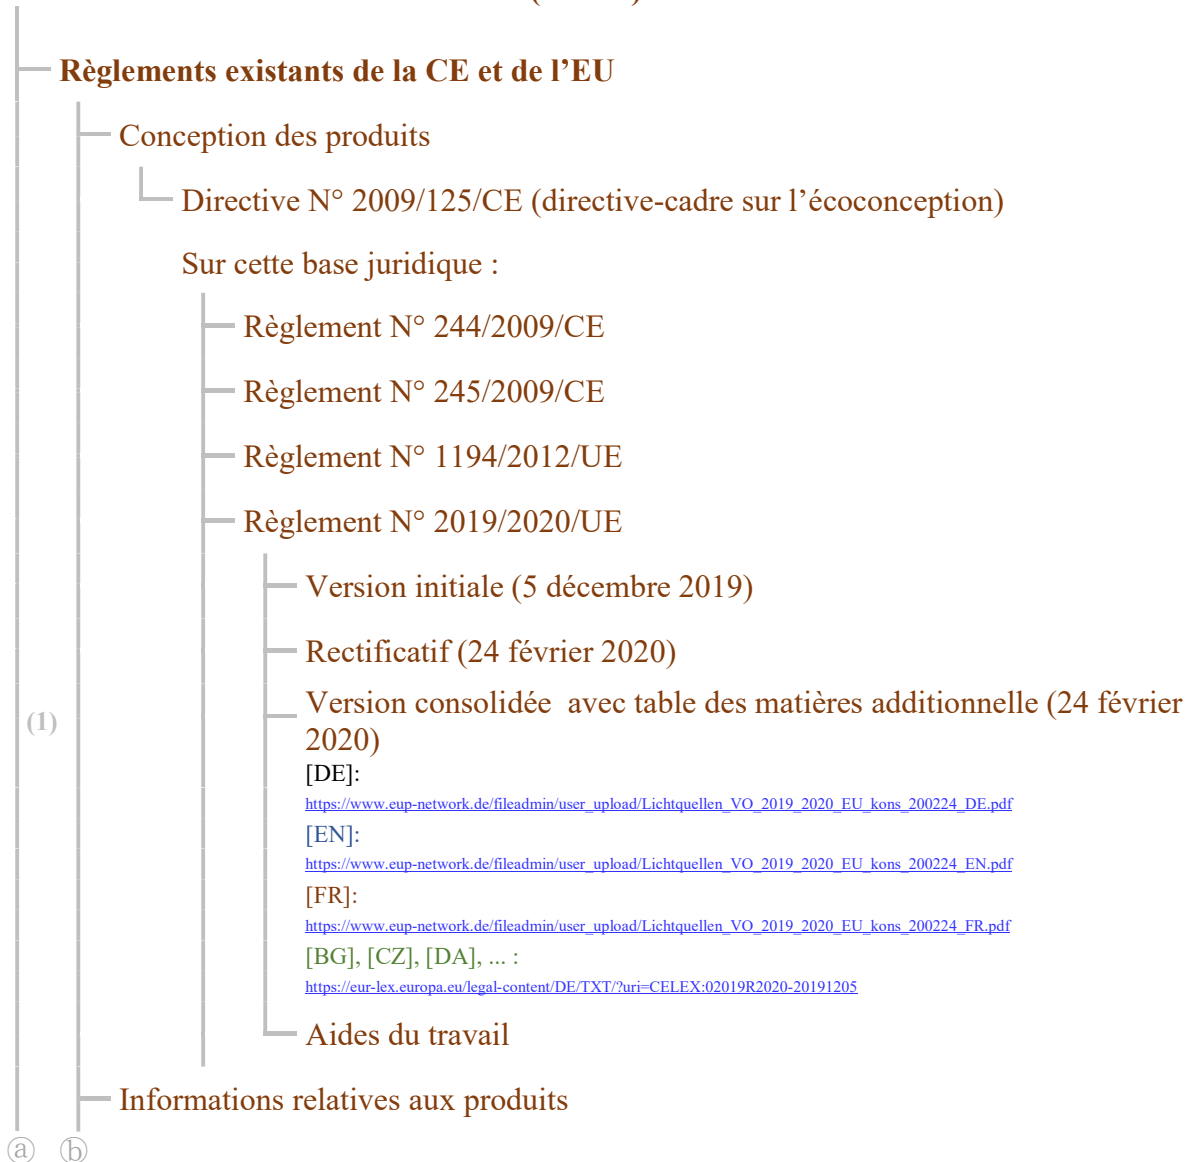 Règlements existants de la CE et de l’EU
Conception des produits
Directive N° 2009/125/CE (directive-cadre sur l’écoconception)
Sur cette base juridique :
Règlement N° 244/2009/CE
Règlement N° 245/2009/CE
Règlement N° 1194/2012/UE
Règlement N° 2019/2020/UE
Version initiale (5 décembre 2019)
Rectificatif (24 février 2020)
Version consolidée  avec table des matières additionnelle (24 février
2020)
(1)
[DE]:
https://www.eup-network.de/fileadmin/user_upload/Lichtquellen_VO_2019_2020_EU_kons_200224_DE.pdf
[EN]:
https://www.eup-network.de/fileadmin/user_upload/Lichtquellen_VO_2019_2020_EU_kons_200224_EN.pdf
[FR]:
https://www.eup-network.de/fileadmin/user_upload/Lichtquellen_VO_2019_2020_EU_kons_200224_FR.pdf
[BG], [CZ], [DA], ... :
https://eur-lex.europa.eu/legal-content/DE/TXT/?uri=CELEX:02019R2020-20191205
Aides du travail
Informations relatives aux produits
ⓐ ⓑ